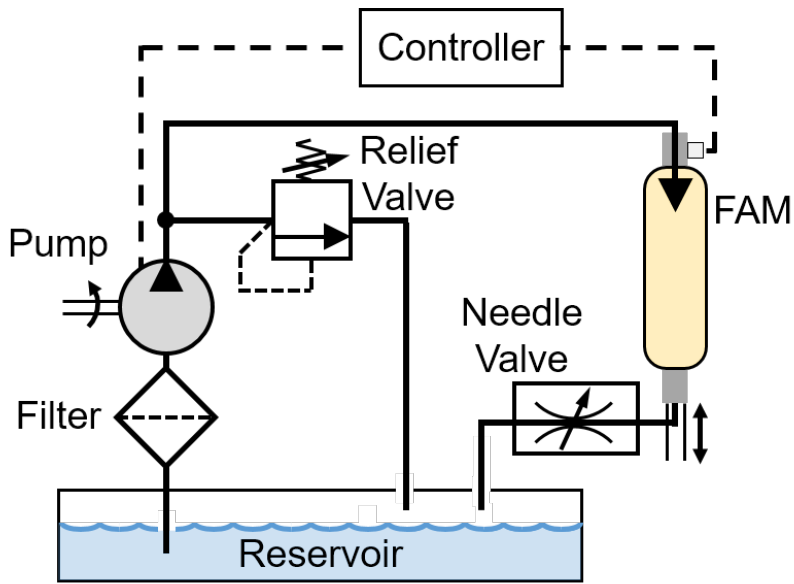 Controller
Relief
Valve
FAM
Pump
Needle
Valve
Filter
Reservoir